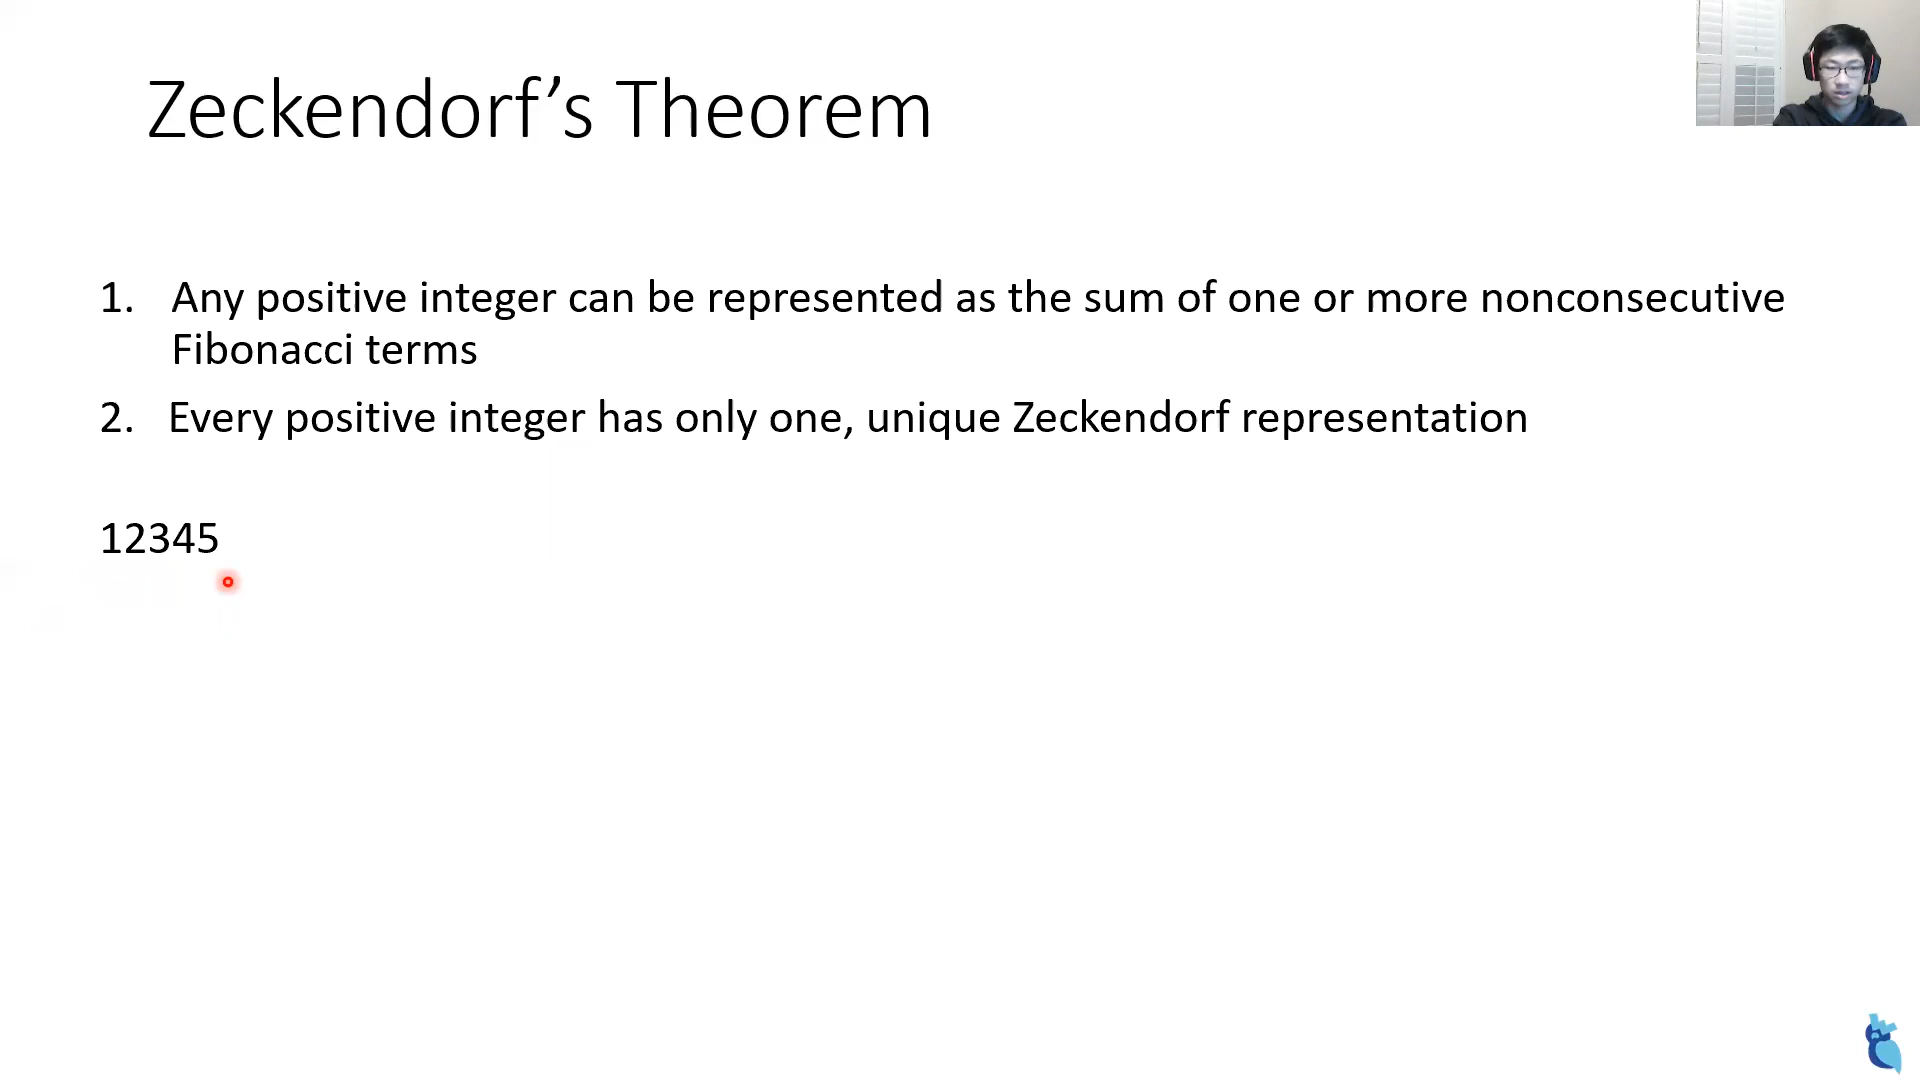 Zeckendorf’s Theorem
1. Any positive integer can be represented as the sum of one or more nonconsecutive
Fibonacci terms
2. Every positive integer has only one, unique Zeckendorf representation
12345